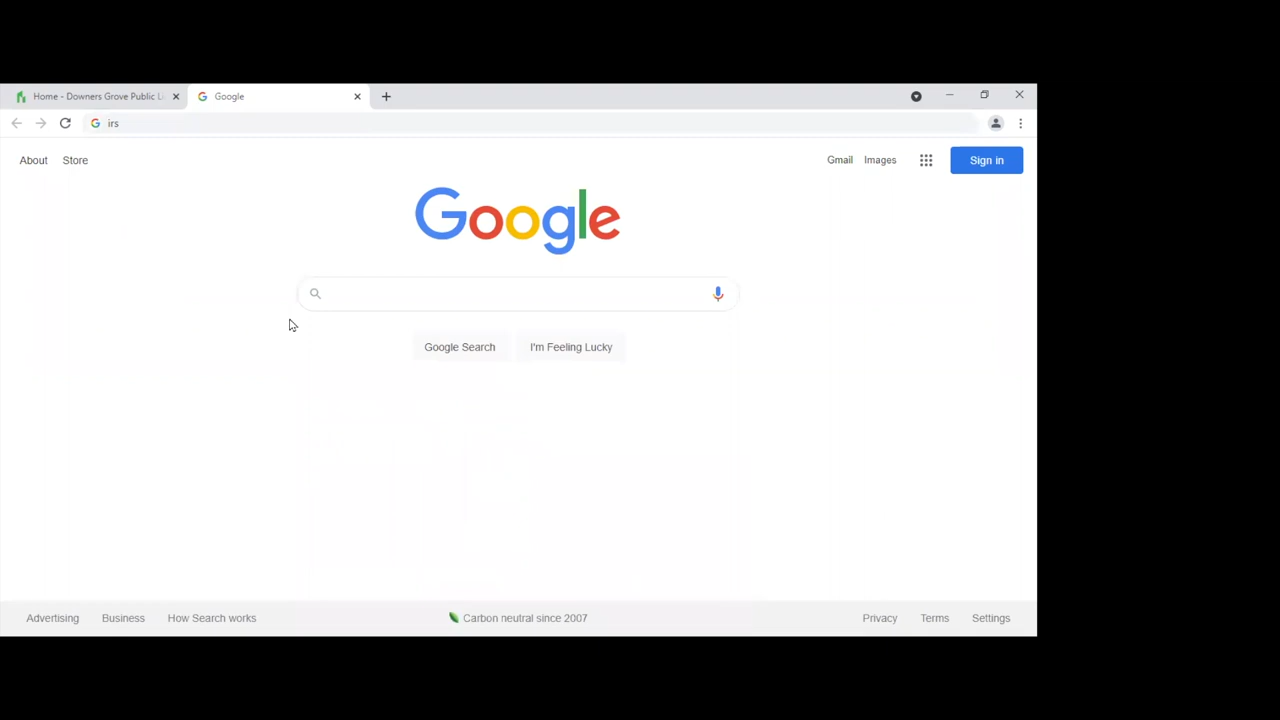 Home - Downers Grove Public Li
Google
irs
About Store
Gmail Images Sign in
Google
Google Search I'm Feeling Lucky
Advertising Business How Search works Carbon neutral since 2007 Privacy Terms Settings